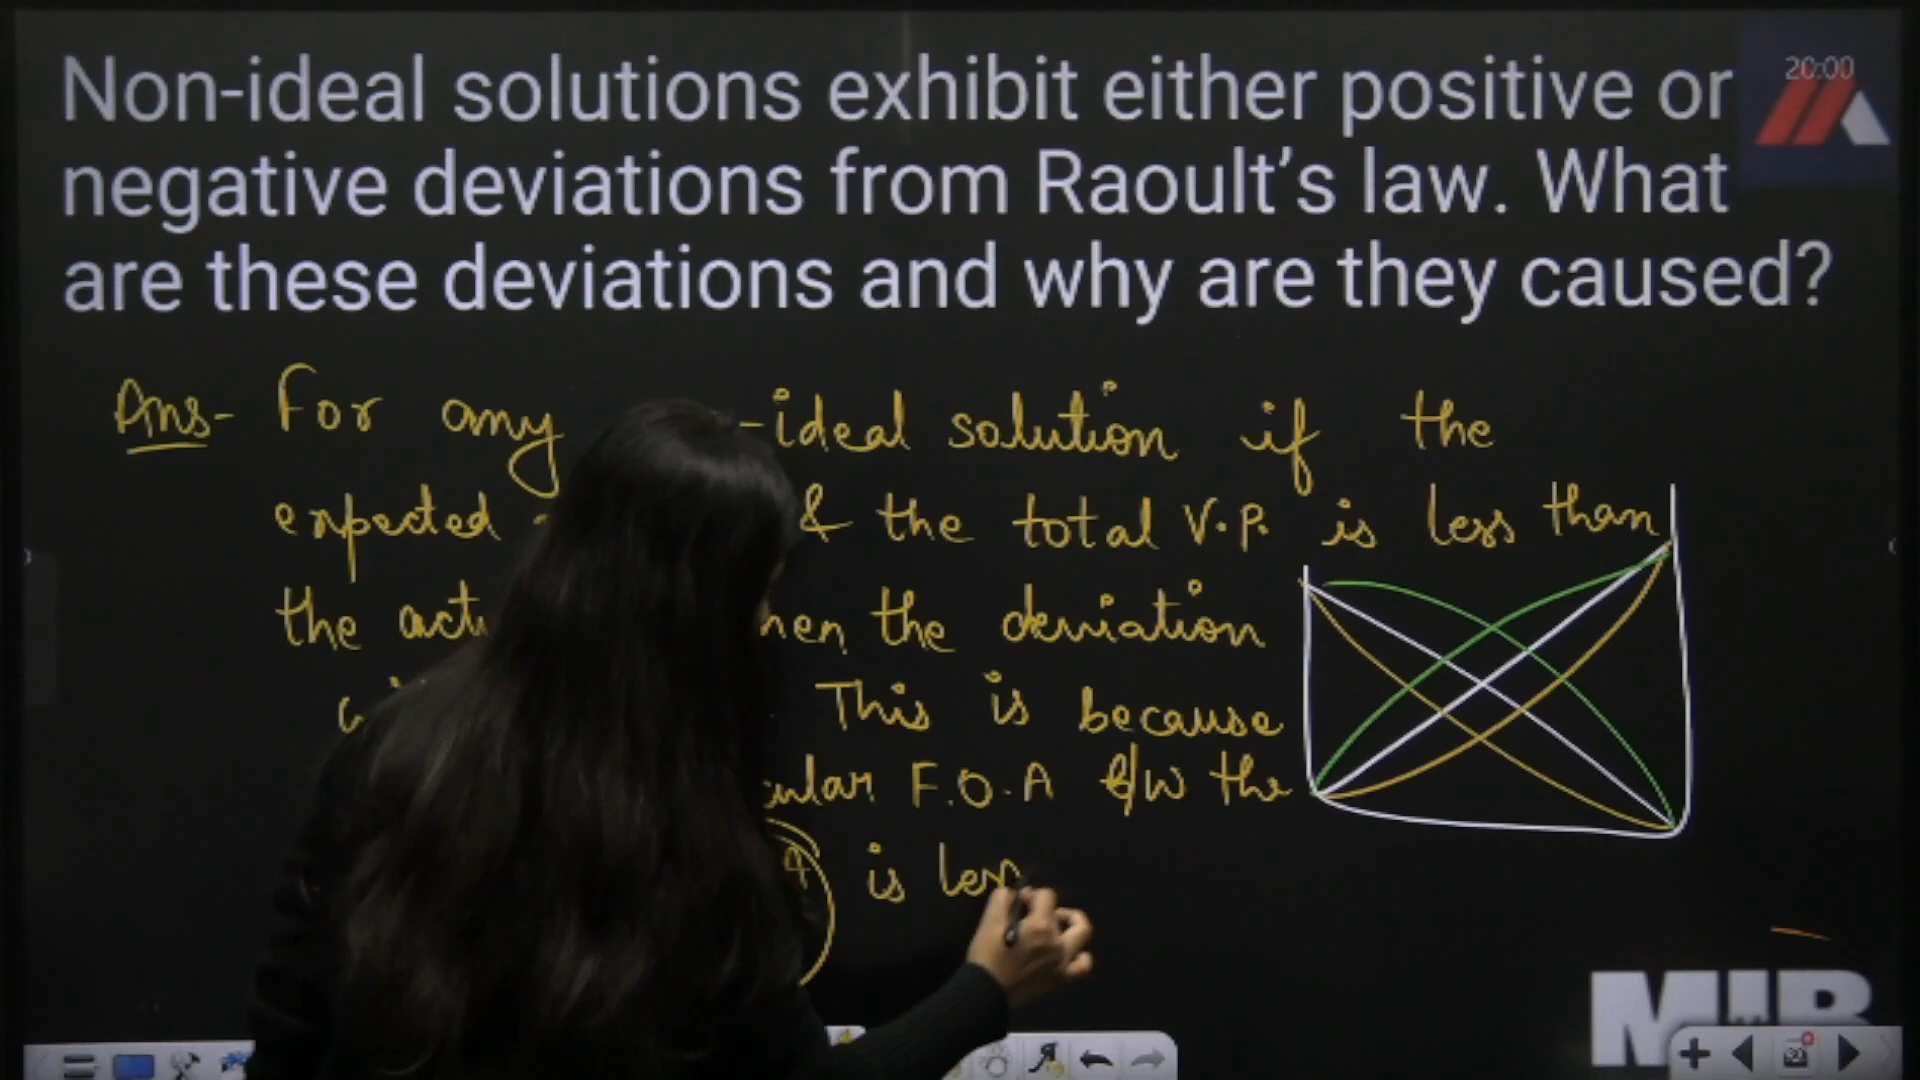 Non-ideal solutions exhibit either positive or
20:00
negative deviations from Raoult's law. What
are these deviations and why are they caused?
Ans- For any -ideal solution if the
expected & the total V.P. is less than
the the deviation
This is because
F.O.A b/w the
is less